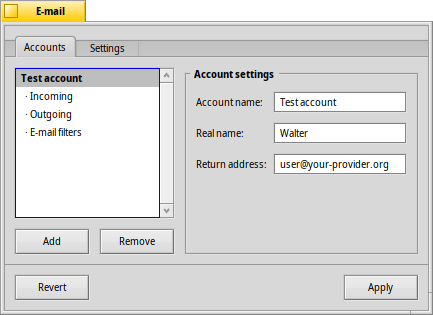 E-mail
Accounts Settings
Test account
· Incoming
· Outgoing
· E-mail filters
Add Remove
Account settings
Account name: Test account
Real name: Walter
Return address: user@your-provider.org
Revert Apply